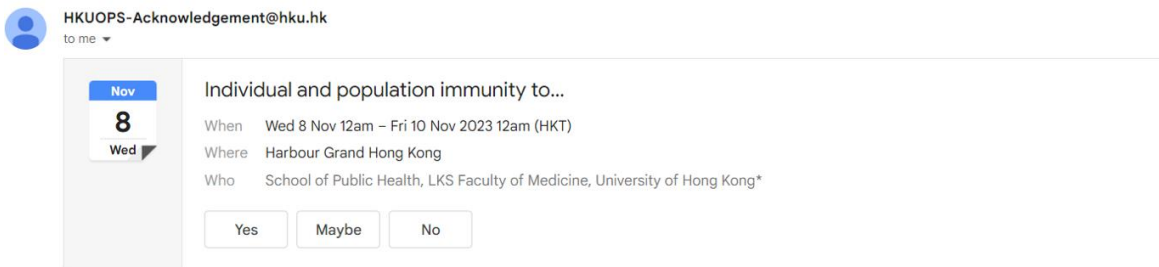 HKUOPS-Acknowledgement@hku.hk
to me
Nov
8
Wed
Individual and population immunity to...
When Wed 8 Nov 12am – Fri 10 Nov 2023 12am (HKT)
Where Harbour Grand Hong Kong
Who School of Public Health, LKS Faculty of Medicine, University of Hong Kong*
Yes Maybe No